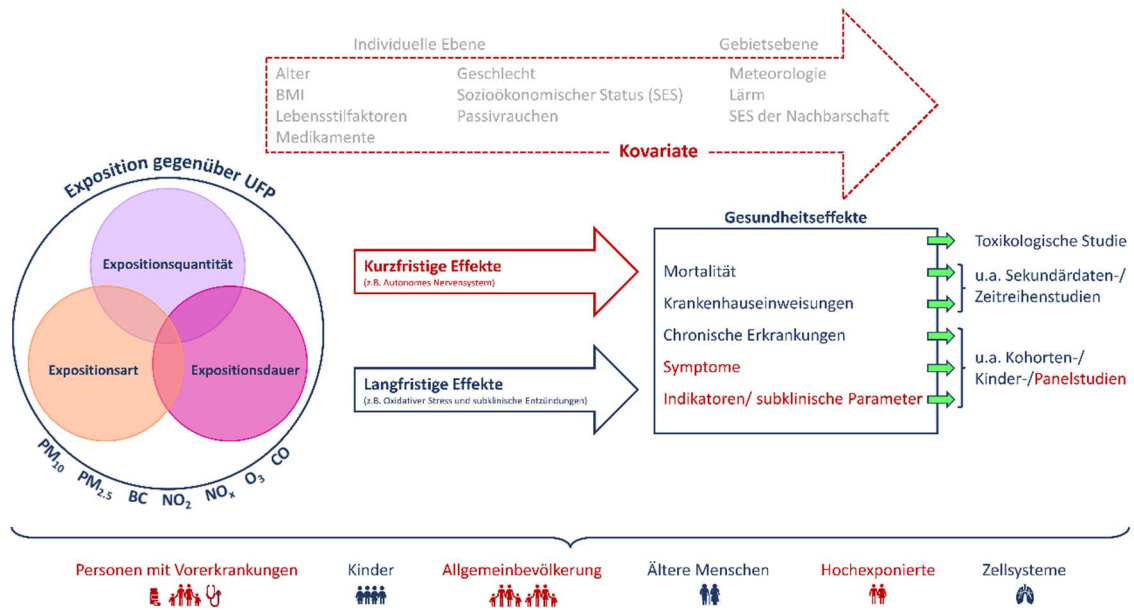 Individuelle Ebene
Gebietsebene
Alter
Geschlecht
Meteorologie
BMI
Sozioökonomischer Status (SES)
Lärm
Lebensstilfaktoren
Passivrauchen
SES der Nachbarschaft
Medikamente
Kovariate
Exposition gegenüber UFP
Expositionsquantität
Expositionsart
Expositionsdauer
PM10 PM2.5 BC NO2 NOx O3 CO
Kurzfristige Effekte
(z.B. Autonomes Nervensystem)
Langfristige Effekte
(z.B. Oxidativer Stress und subklinische Entzündungen)
Gesundheitseffekte
Toxikologische Studie
Mortalität
Krankenhauseinweisungen
u.a. Sekundärdaten-/
Zeitreihenstudien
Chronische Erkrankungen
Symptome
Indikatoren/ subklinische Parameter
u.a. Kohorten-/
Kinder-/Panelstudien
Personen mit Vorerkrankungen
Kinder
Allgemeinbevölkerung
Ältere Menschen
Hochexponierte
Zellsysteme